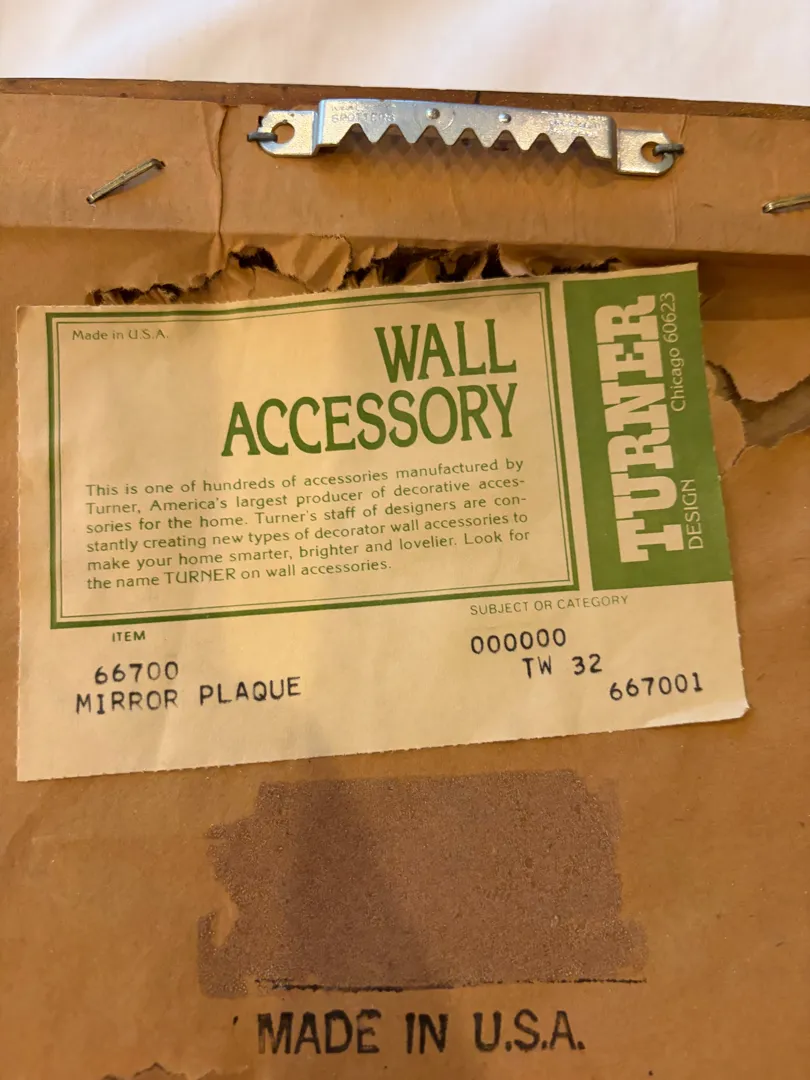 Made in U.S.A.
WALL
ACCESSORY
This is one of hundreds of accessories manufactured by
Turner, America's largest producer of decorative acces-
sories for the home. Turner's staff of designers are con-
stantly creating new types of decorator wall accessories to
make your home smarter, brighter and lovelier. Look for
the name TURNER on wall accessories.
TURNER
DESIGN Chicago 60623
ITEM
66700
MIRROR PLAQUE
SUBJECT OR CATEGORY
000000
TW 32
667001
MADE IN U.S.A.